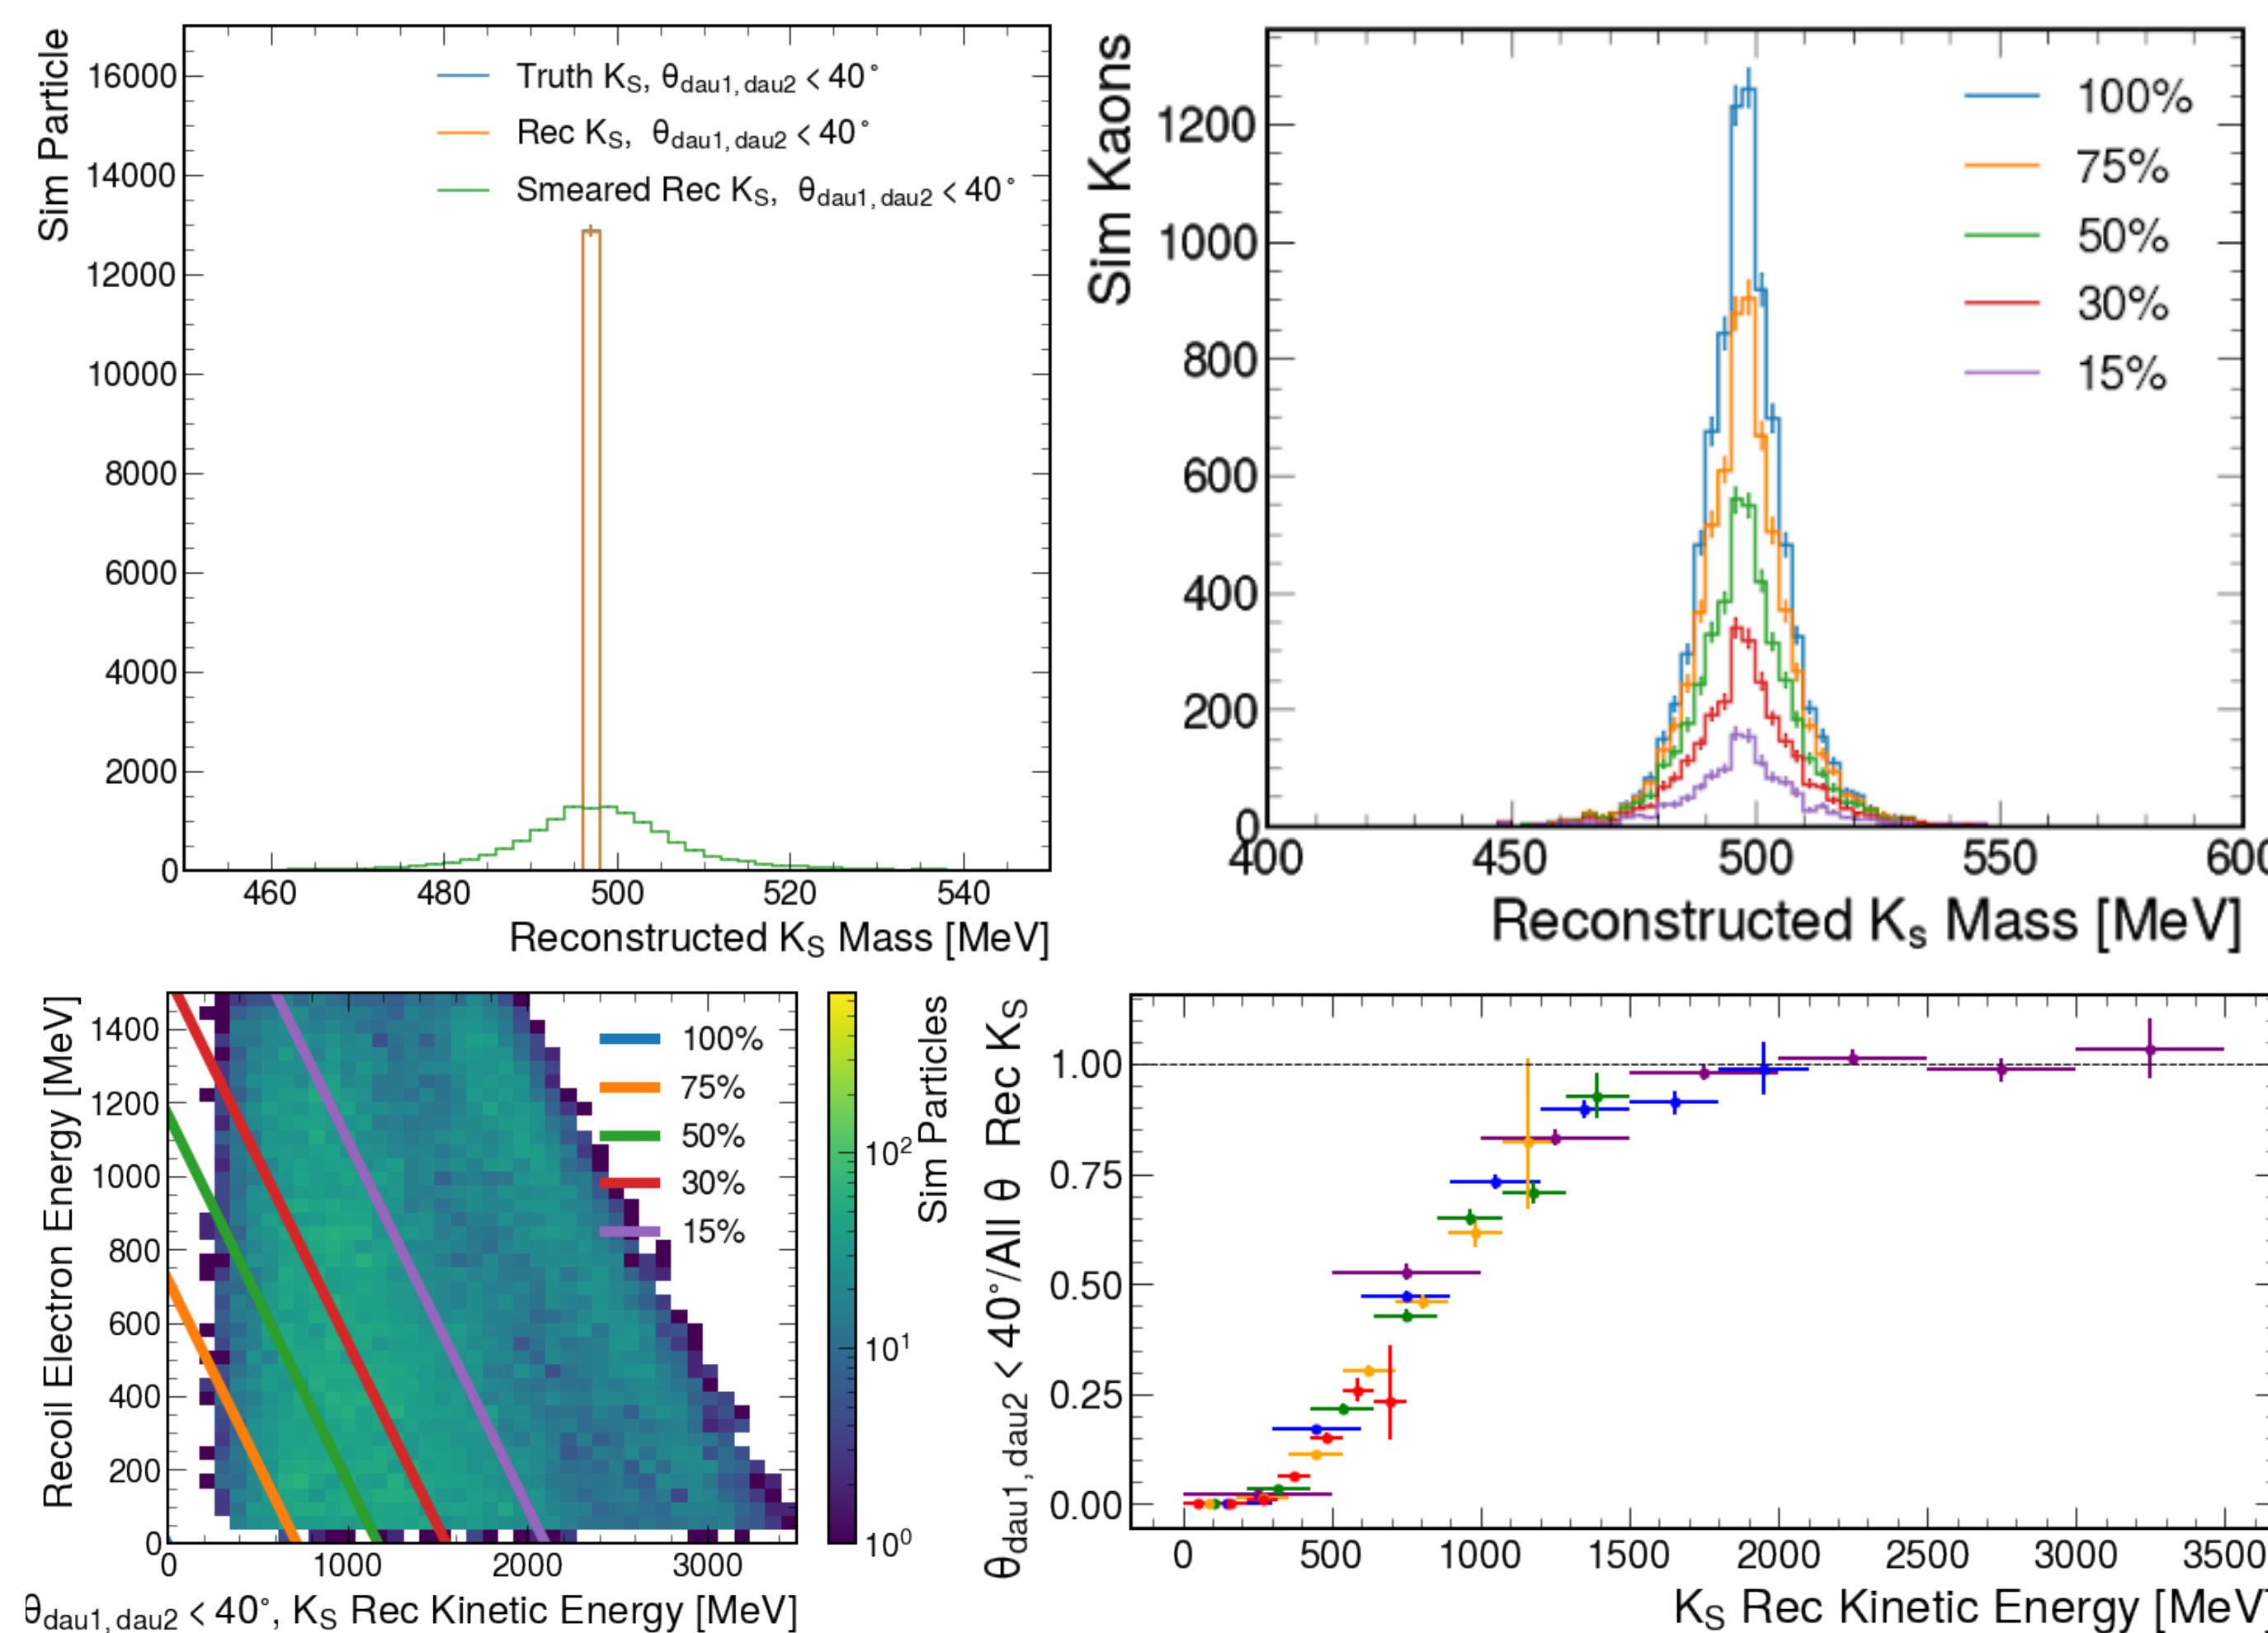 Sim Particle
16000
14000
12000
10000
8000
6000
4000
2000
0
Truth K_S, θ_dau1, dau2 < 40°
Rec K_S, θ_dau1, dau2 < 40°
Smeared Rec K_S, θ_dau1, dau2 < 40°
460 480 500 520 540
Reconstructed K_S Mass [MeV]
Sim Kaons
1200
1000
800
600
400
200
0
100%
75%
50%
30%
15%
400 450 500 550 600
Reconstructed K_s Mass [MeV]
Recoil Electron Energy [MeV]
1400
1200
1000
800
600
400
200
0
100%
75%
50%
30%
15%
0 1000 2000 3000
θ_dau1, dau2 < 40°, K_S Rec Kinetic Energy [MeV]
Sim Particles
10²
10¹
10⁰
θ_dau1, dau2 < 40°/All θ Rec K_S
1.00
0.75
0.50
0.25
0.00
0 500 1000 1500 2000 2500 3000 3500
K_S Rec Kinetic Energy [MeV]